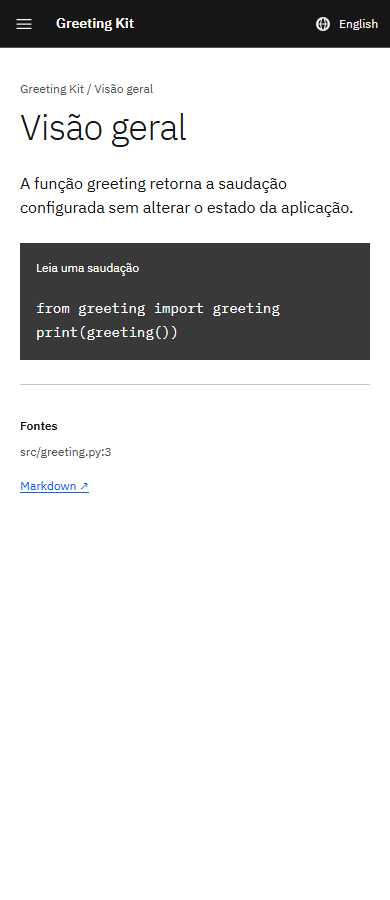 Greeting Kit
English
Greeting Kit / Visão geral
Visão geral
A função greeting retorna a saudação
configurada sem alterar o estado da aplicação.
Leia uma saudação
from greeting import greeting
print(greeting())
Fontes
src/greeting.py:3
Markdown ↗